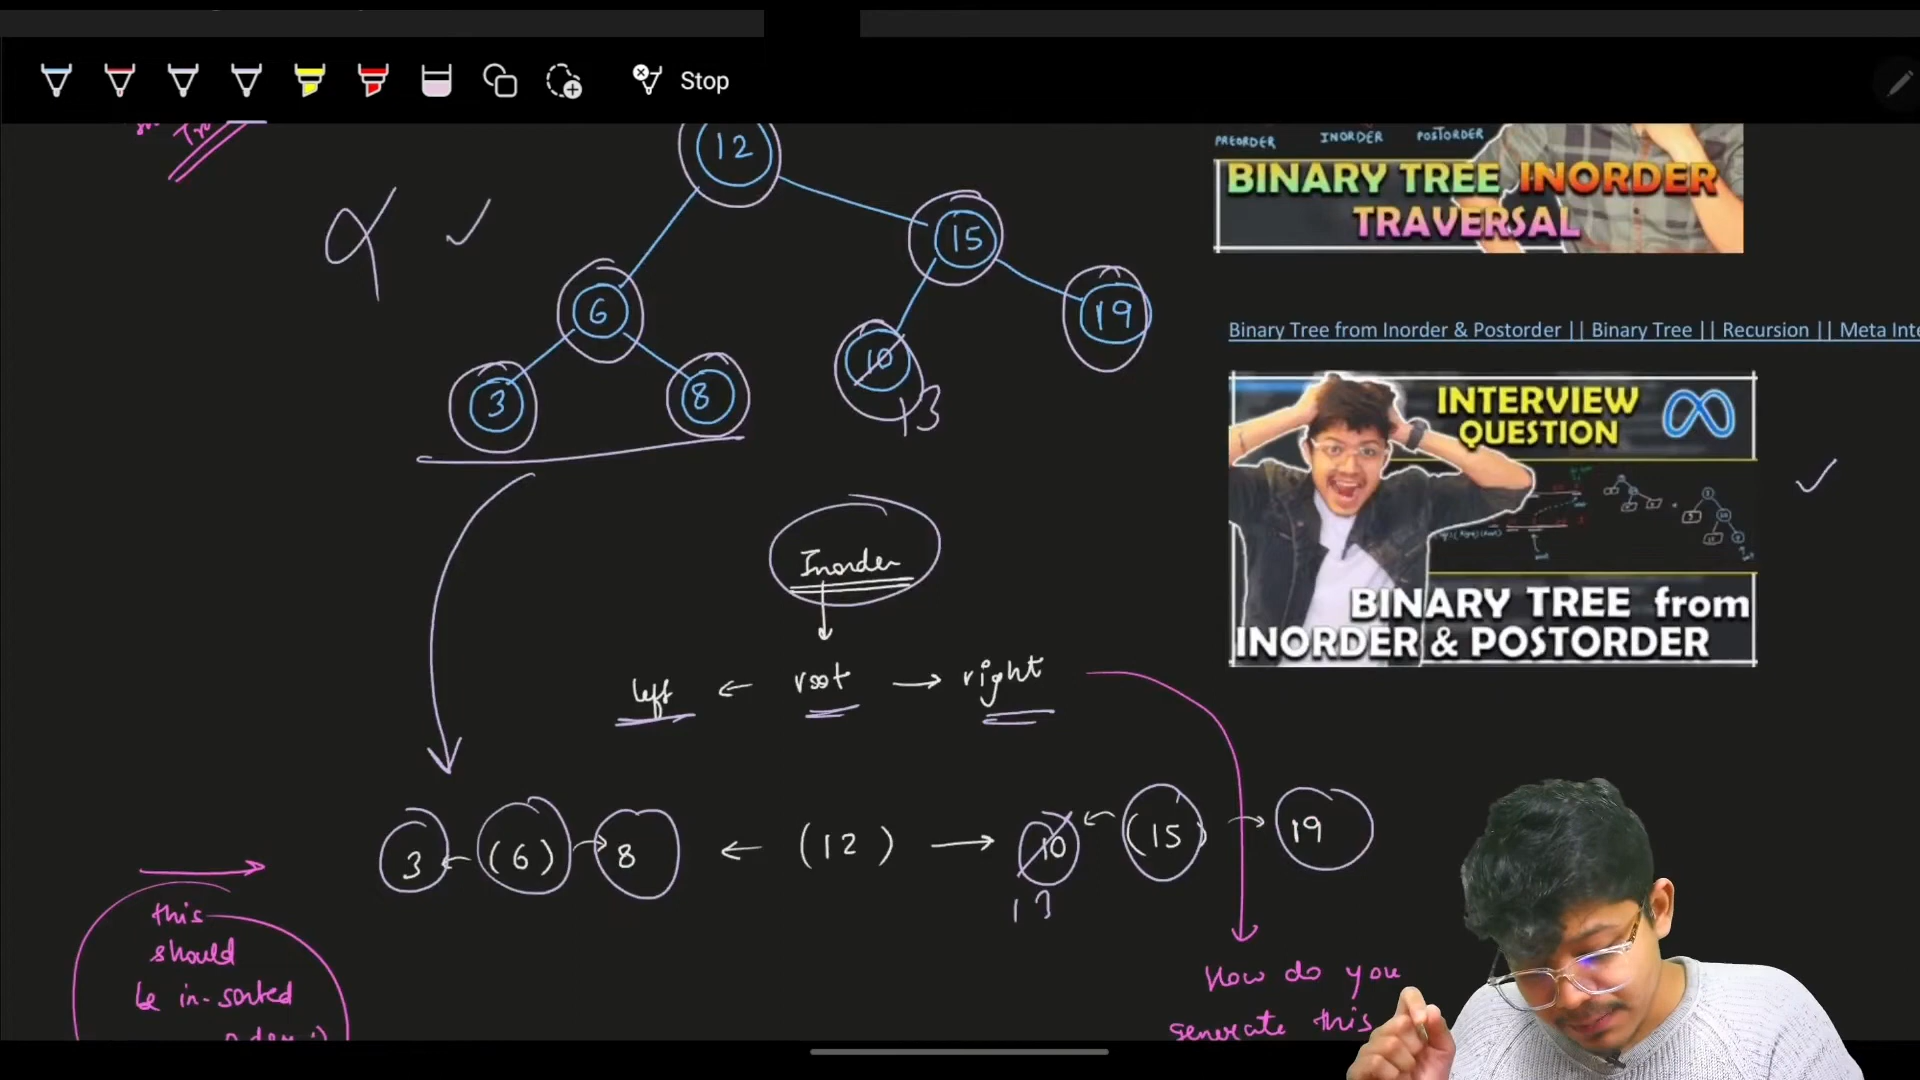 Stop
12
15
6
19
10
3
8
13
Inorder
left ← root → right
3 ← (6) → 8 ← (12) → 10 ← (15) → 19
13
this
should
be in-sorted
How do you
generate this
PREORDER INORDER POSTORDER
BINARY TREE INORDER
TRAVERSAL
Binary Tree from Inorder & Postorder || Binary Tree || Recursion || Meta Inte
INTERVIEW
QUESTION
BINARY TREE from
INORDER & POSTORDER